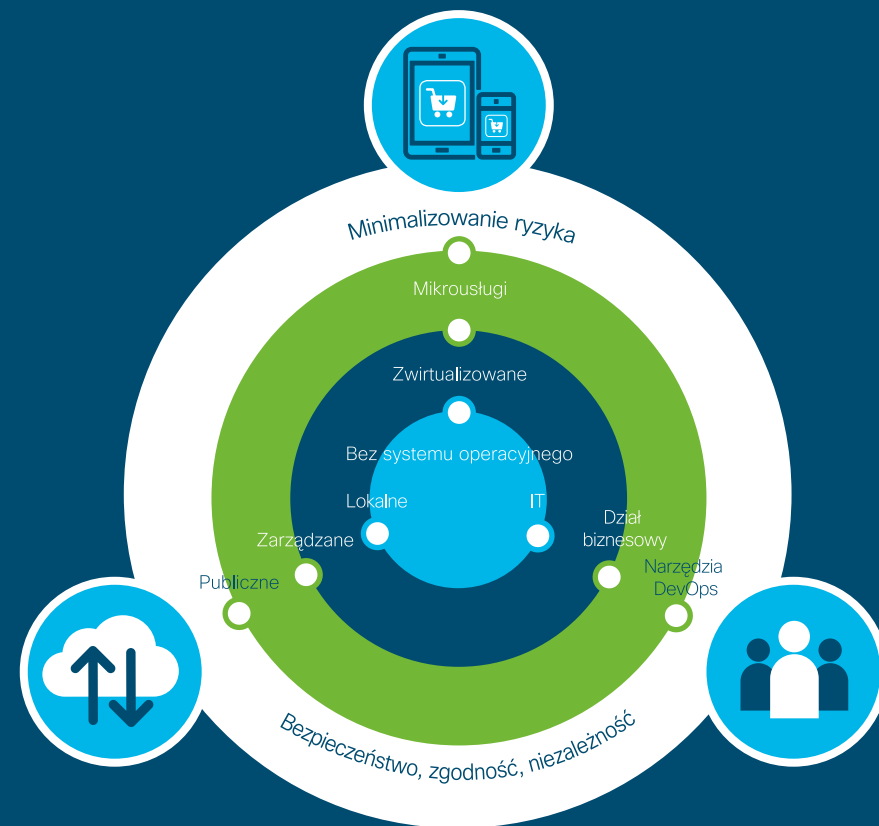 Minimalizowanie ryzyka
Mikrousługi
Zwirtualizowane
Bez systemu operacyjnego
Lokalne
IT
Zarządzane
Dział
biznesowy
Publiczne
Narzędzia
DevOps
Bezpieczeństwo, zgodność, niezależność